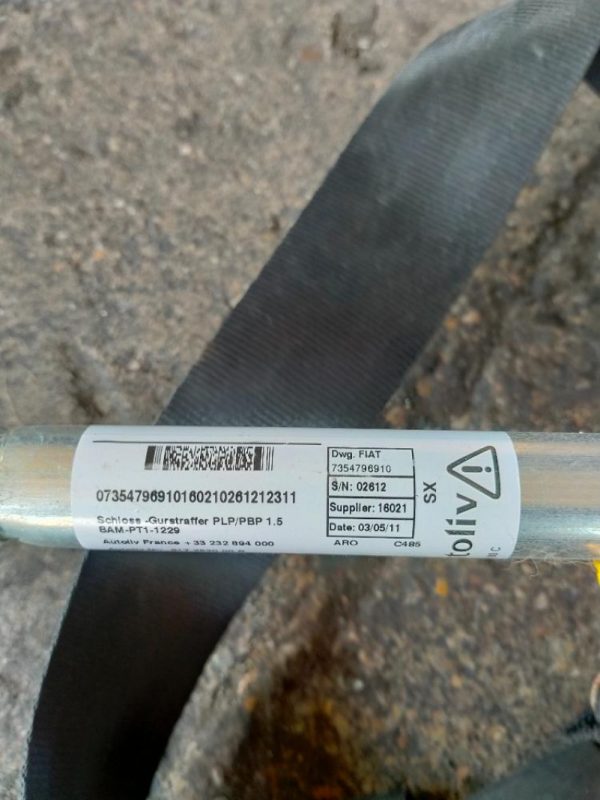 07354796910160210261212311
Schloss -Gurstraffer PLP/PBP 1.5
BAM-PT1-1229
Autoliv France +33 232 894 000
Dwg. FIAT
7354796910
S/N: 02612
Supplier: 16021
Date: 03/05/11
ARO C485
SX
toliv